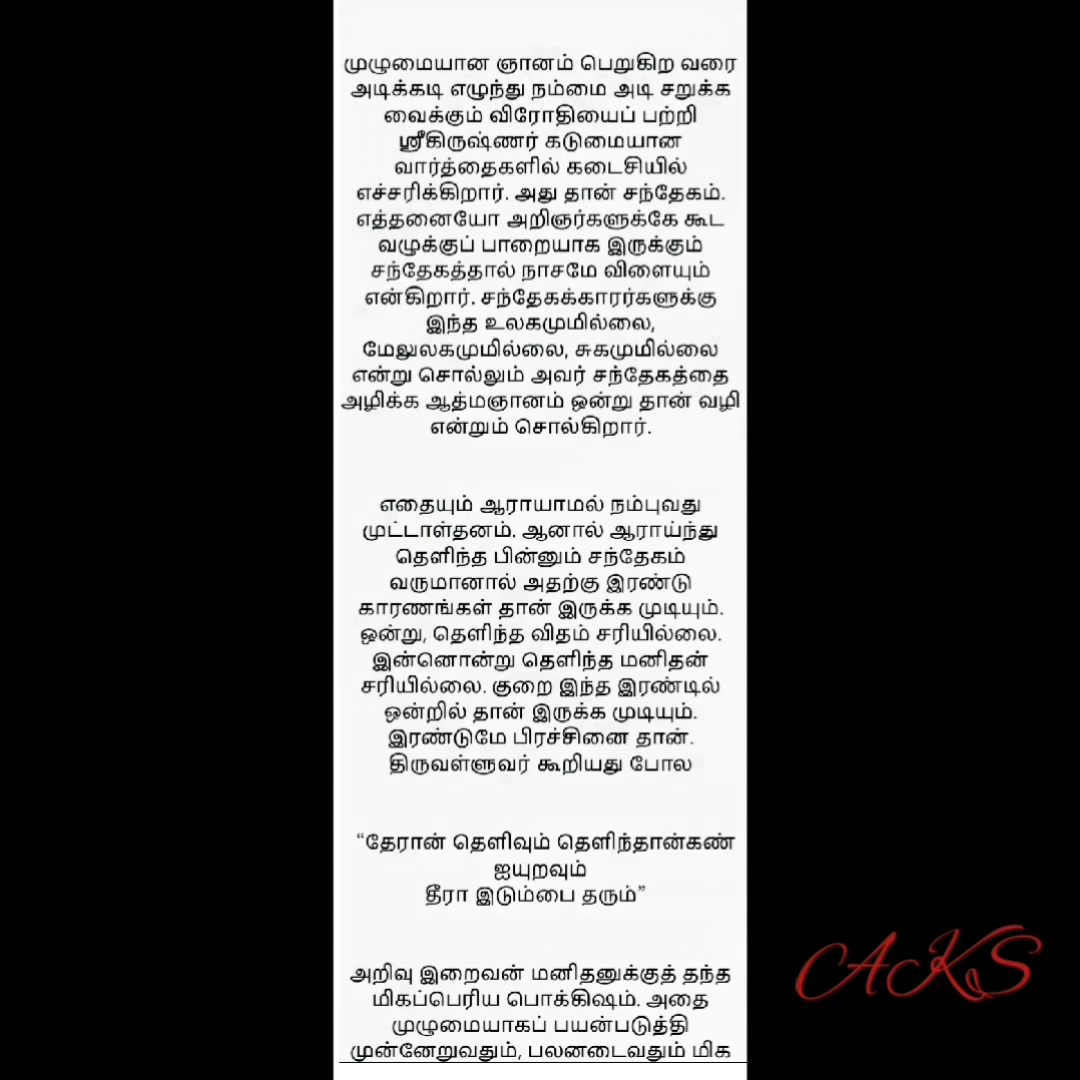 முழுமையான ஞானம் பெறுகிற வரை
அடிக்கடி எழுந்து நம்மை அடி சறுக்க
வைக்கும் விரோதியைப் பற்றி
ஸ்ரீகிருஷ்ணர் கடுமையான
வார்த்தைகளில் கடைசியில்
எச்சரிக்கிறார். அது தான் சந்தேகம்.
எத்தனையோ அறிஞர்களுக்கே கூட
வழுக்குப் பாறையாக இருக்கும்
சந்தேகத்தால் நாசமே விளையும்
என்கிறார். சந்தேகக்காரர்களுக்கு
இந்த உலகமுமில்லை,
மேலுலகமுமில்லை, சுகமுமில்லை
என்று சொல்லும் அவர் சந்தேகத்தை
அழிக்க ஆத்மஞானம் ஒன்று தான் வழி
என்றும் சொல்கிறார்.
எதையும் ஆராயாமல் நம்புவது
முட்டாள்தனம். ஆனால் ஆராய்ந்து
தெளிந்த பின்னும் சந்தேகம்
வருமானால் அதற்கு இரண்டு
காரணங்கள் தான் இருக்க முடியும்.
ஒன்று, தெளிந்த விதம் சரியில்லை.
இன்னொன்று தெளிந்த மனிதன்
சரியில்லை. குறை இந்த இரண்டில்
ஒன்றில் தான் இருக்க முடியும்.
இரண்டுமே பிரச்சினை தான்.
திருவள்ளுவர் கூறியது போல
“தேரான் தெளிவும் தெளிந்தான்கண்
ஐயுறவும்
தீரா இடும்பை தரும்”
அறிவு இறைவன் மனிதனுக்குத் தந்த
மிகப்பெரிய பொக்கிஷம். அதை
முழுமையாகப் பயன்படுத்தி
முன்னேறுவதும், பலனடைவதும் மிக
AKS